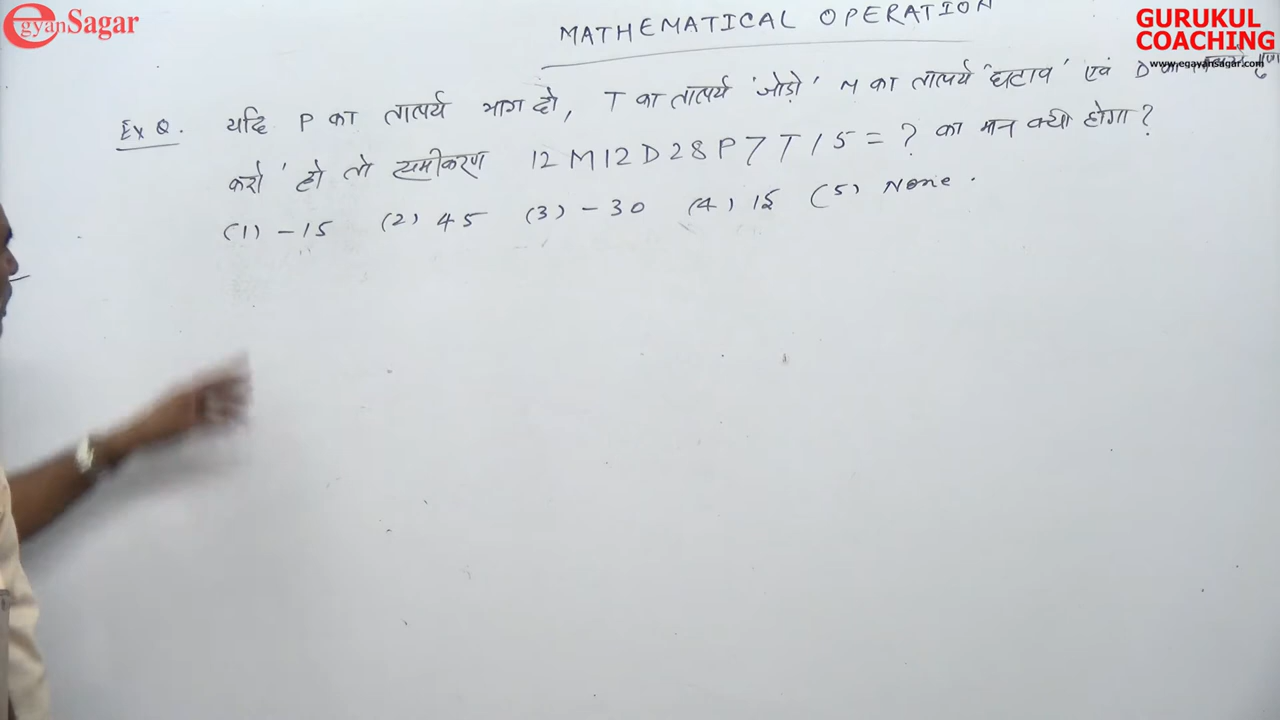 egyanSagar
MATHEMATICAL OPERATION
GURUKUL
COACHING
www.egayansagar.com
Ex Q. यदि P का तात्पर्य भाग दो, T का तात्पर्य 'जोड़ो' M का तात्पर्य 'घटाव' एवं D का
करो' हो तो समीकरण 12 M 12 D 28 P 7 T 15 = ? का मान क्या होगा?
(1) -15 (2) 45 (3) -30 (4) 15 (5) None.